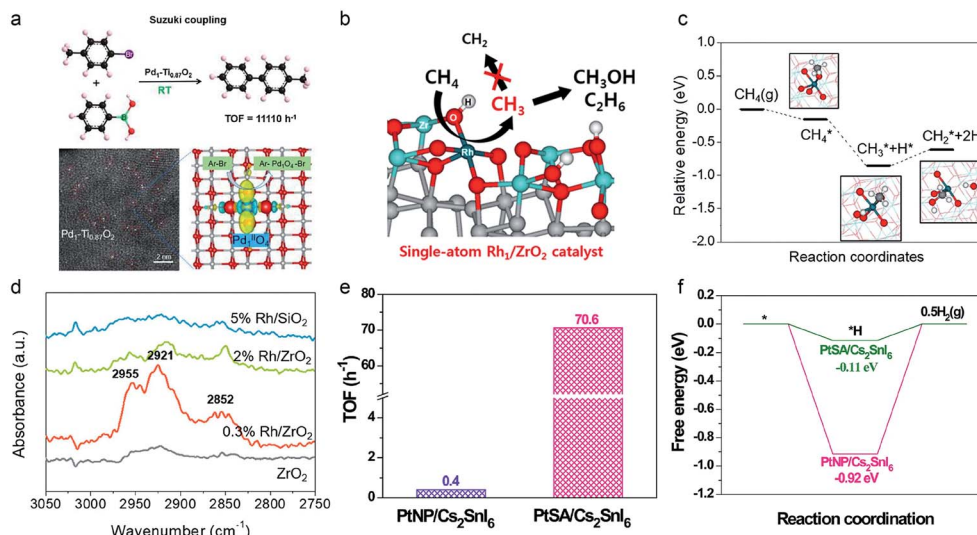 a
Suzuki coupling
Br
+
B
Pd₁-Ti₀.₈₇O₂
RT
TOF = 11110 h⁻¹
Ar-Br
Ar- Pd₁O₄ -Br
Pd₁-Ti₀.₈₇O₂
2 nm
Pd₁ᴵᴵO₄
b
CH₂
CH₄
CH₃
CH₃OH
C₂H₆
H
O
Zr
Rh
Single-atom Rh₁/ZrO₂ catalyst
c
Relative energy (eV)
1.0
0.5
0.0
-0.5
-1.0
-1.5
-2.0
CH₄(g)
CH₄*
CH₃*+H*
CH₂*+2H
Reaction coordinates
d
Absorbance (a.u.)
5% Rh/SiO₂
2% Rh/ZrO₂
2955
2921
2852
0.3% Rh/ZrO₂
ZrO₂
3050 3000 2950 2900 2850 2800 2750
Wavenumber (cm⁻¹)
e
TOF (h⁻¹)
80
70
60
4
2
0
0.4
70.6
PtNP/Cs₂SnI₆ PtSA/Cs₂SnI₆
f
Free energy (eV)
0.2
0.0
-0.2
-0.4
-0.6
-0.8
-1.0
-1.2
*
*H
0.5H₂(g)
PtSA/Cs₂SnI₆
-0.11 eV
PtNP/Cs₂SnI₆
-0.92 eV
Reaction coordination